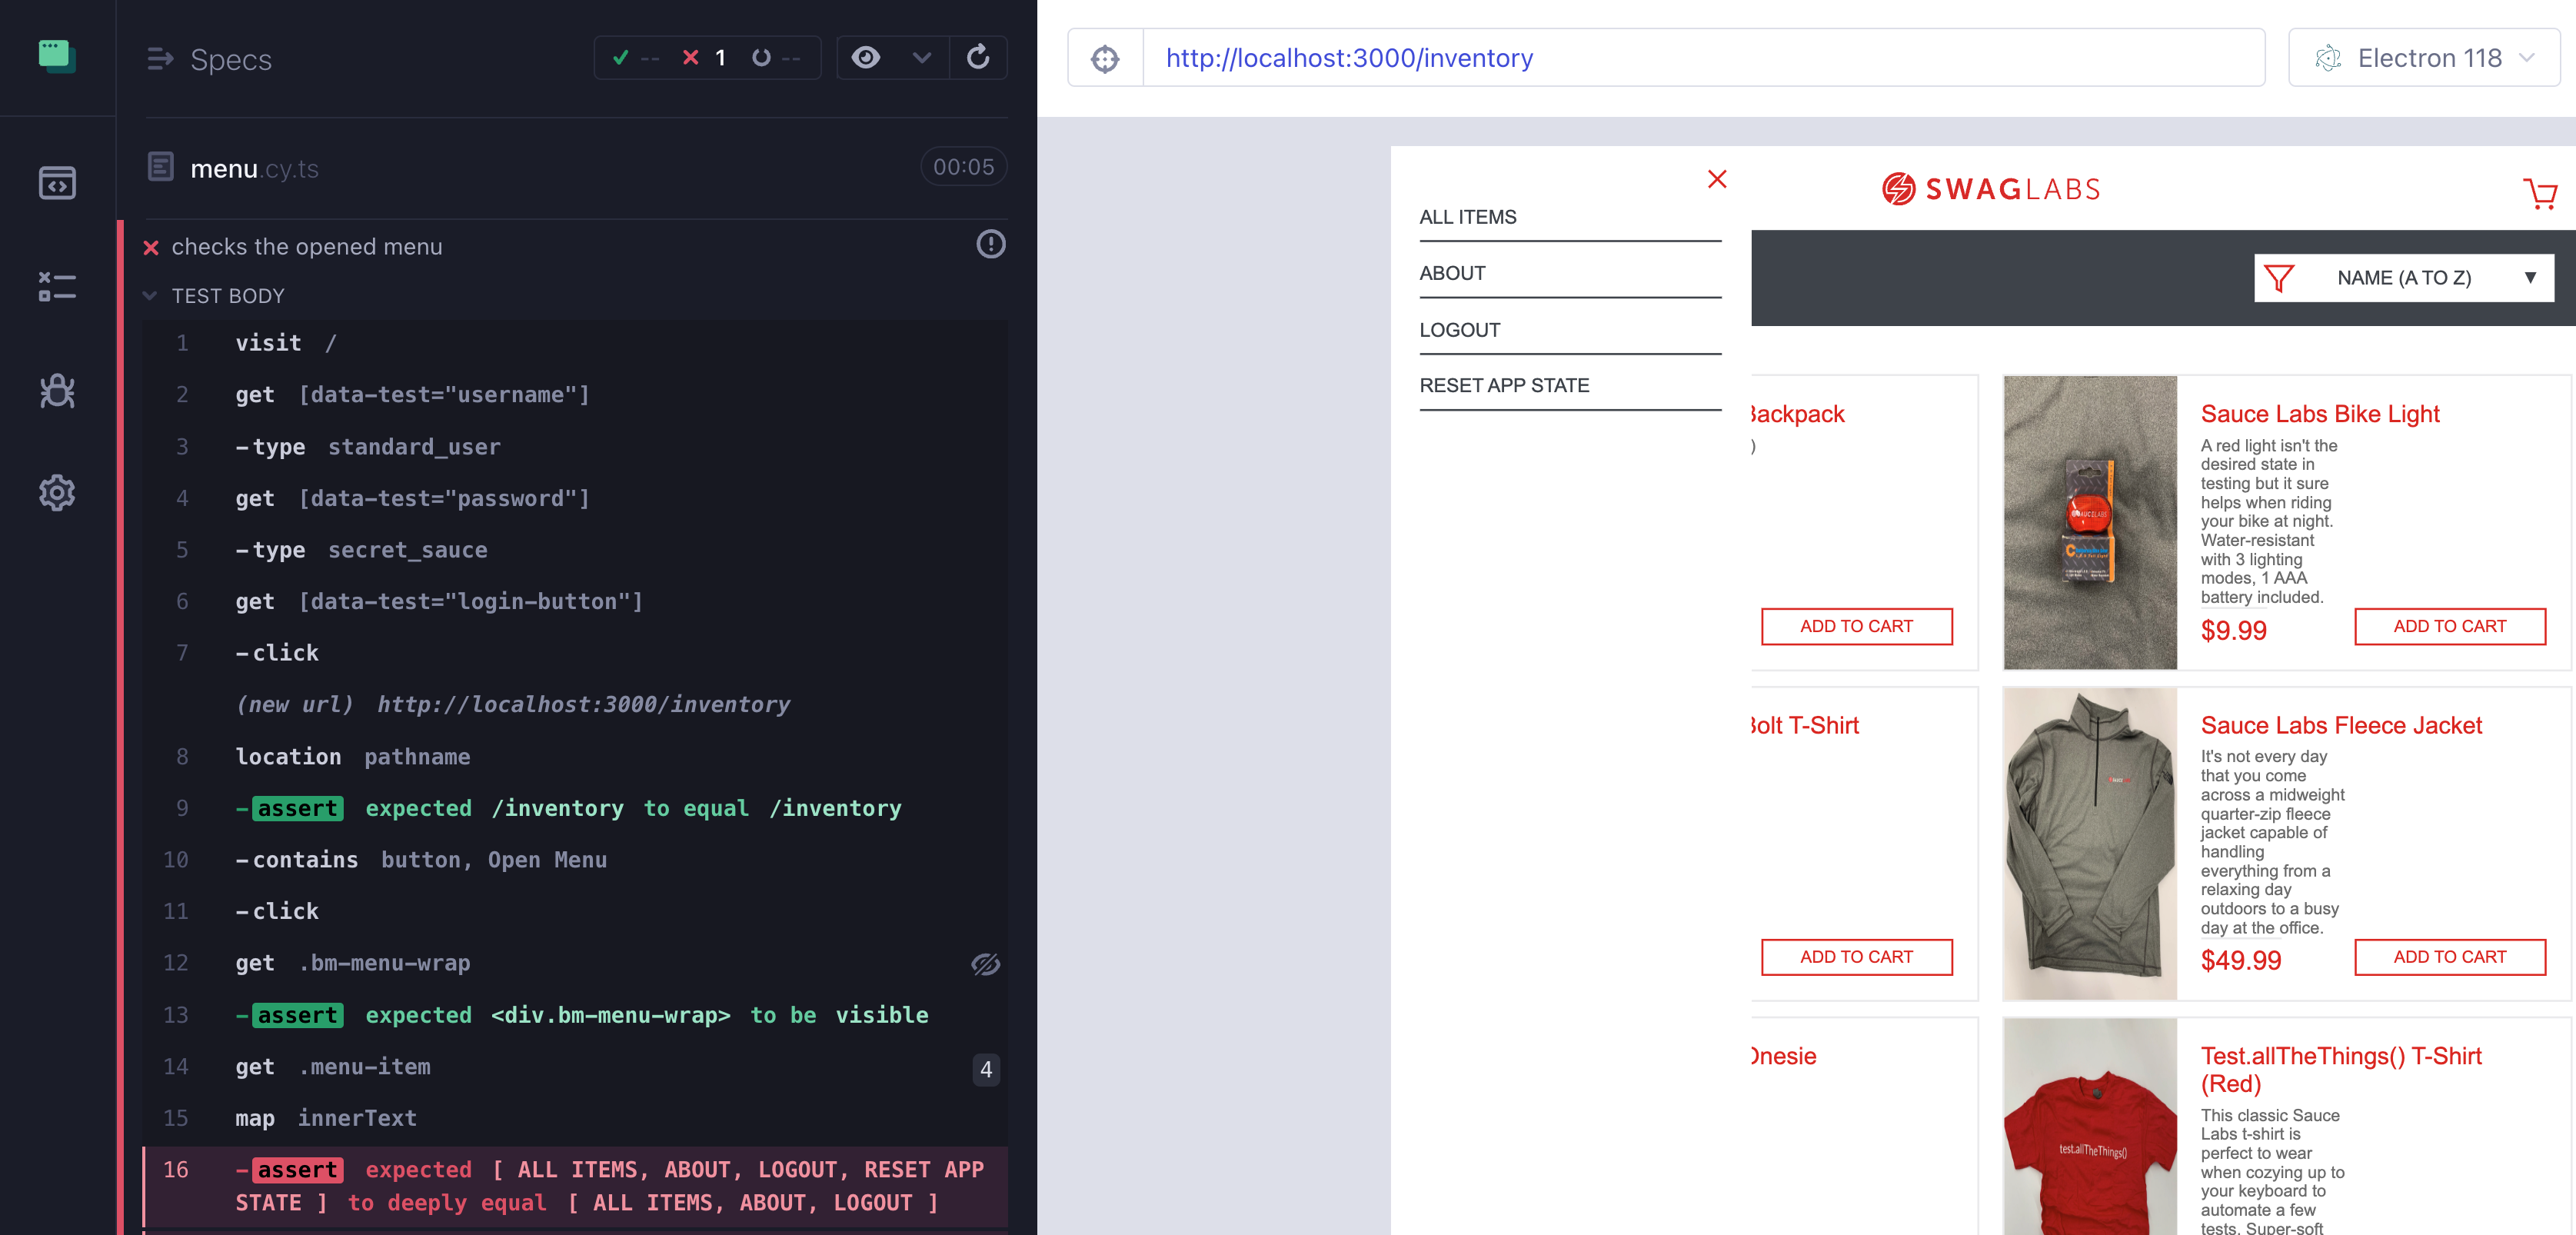 Specs
-- 1 --
menu.cy.ts
00:05
checks the opened menu
TEST BODY
1 visit /
2 get [data-test="username"]
3 -type standard_user
4 get [data-test="password"]
5 -type secret_sauce
6 get [data-test="login-button"]
7 -click
(new url) http://localhost:3000/inventory
8 location pathname
9 -assert expected /inventory to equal /inventory
10 -contains button, Open Menu
11 -click
12 get .bm-menu-wrap
13 -assert expected <div.bm-menu-wrap> to be visible
14 get .menu-item 4
15 map innerText
16 -assert expected [ ALL ITEMS, ABOUT, LOGOUT, RESET APP
STATE ] to deeply equal [ ALL ITEMS, ABOUT, LOGOUT ]
http://localhost:3000/inventory
Electron 118
ALL ITEMS
ABOUT
LOGOUT
RESET APP STATE
SWAGLABS
NAME (A TO Z)
Backpack
)
ADD TO CART
Sauce Labs Bike Light
A red light isn't the
desired state in
testing but it sure
helps when riding
your bike at night.
Water-resistant
with 3 lighting
modes, 1 AAA
battery included.
$9.99
ADD TO CART
Bolt T-Shirt
ADD TO CART
Sauce Labs Fleece Jacket
It's not every day
that you come
across a midweight
quarter-zip fleece
jacket capable of
handling
everything from a
relaxing day
outdoors to a busy
day at the office.
$49.99
ADD TO CART
Onesie
Test.allTheThings() T-Shirt
(Red)
test.allTheThings()
This classic Sauce
Labs t-shirt is
perfect to wear
when cozying up to
your keyboard to
automate a few
tests. Super-soft